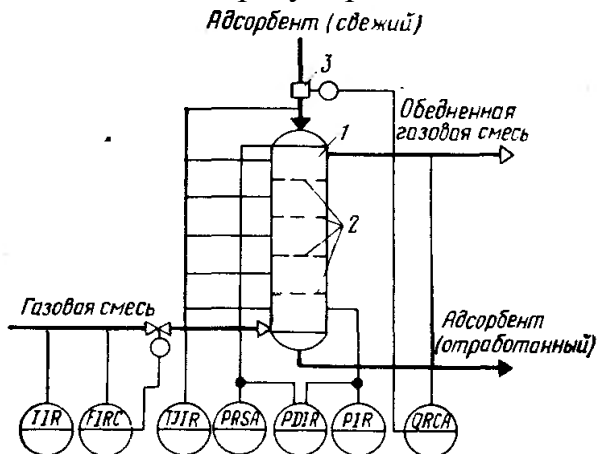 Адсорбент (свежий)
3
1
Обедненная
газовая смесь
2
Газовая смесь
Адсорбент
(отработанный)
TIR
FIRC
TJIR
PRSA
PDIR
PIR
QRCA